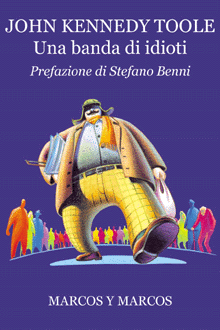 JOHN KENNEDY TOOLE
Una banda di idioti
Prefazione di Stefano Benni
MARCOS Y MARCOS